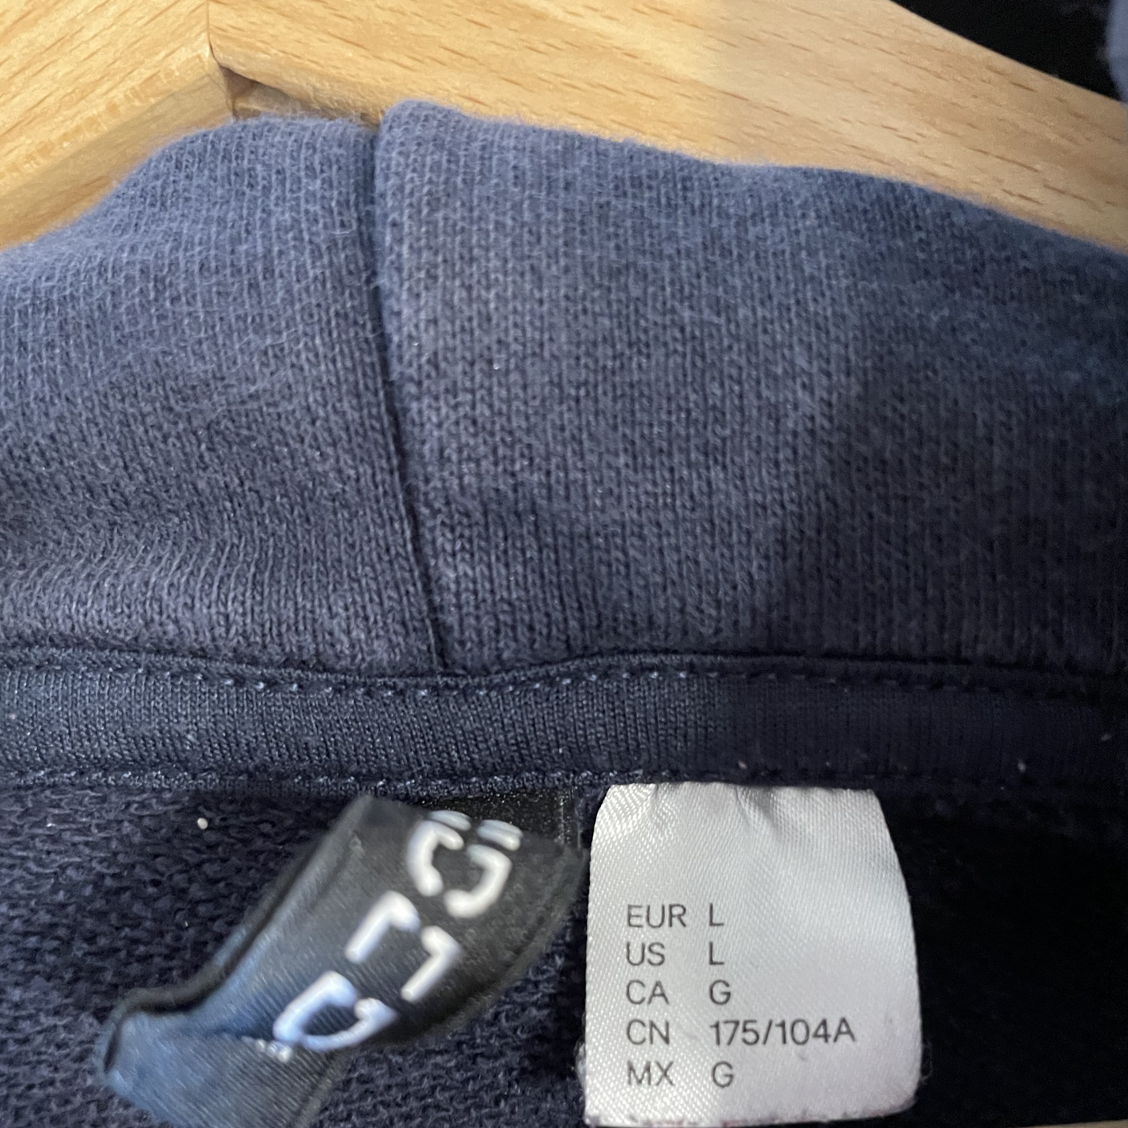 EUR L
US L
CA G
CN 175/104A
MX G